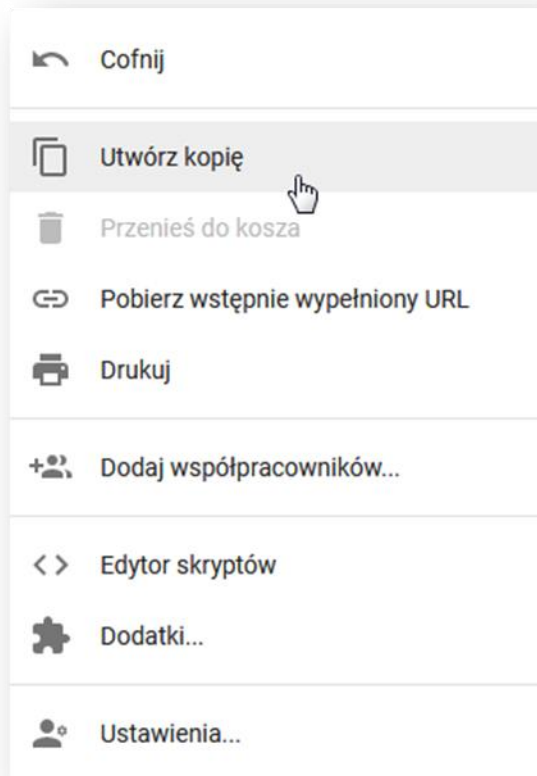 Cofnij
Utwórz kopię
Przenieś do kosza
Pobierz wstępnie wypełniony URL
Drukuj
Dodaj współpracowników...
Edytor skryptów
Dodatki...
Ustawienia...